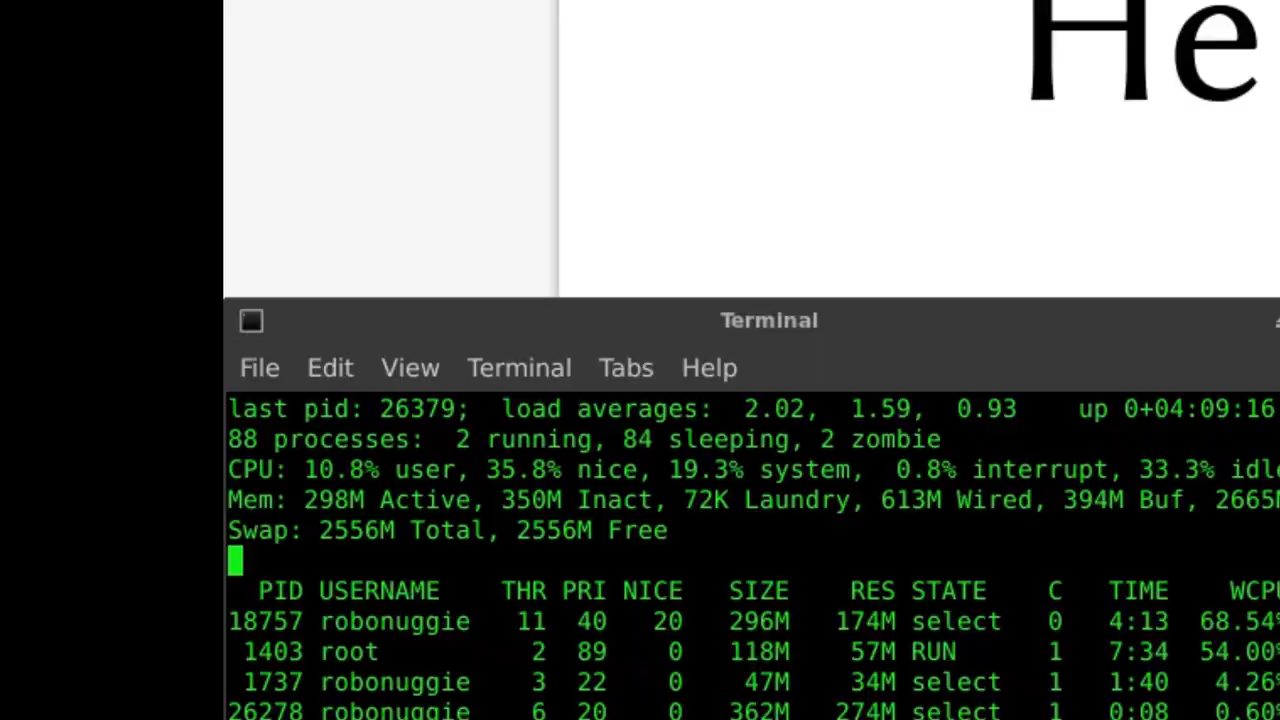 He
Terminal
File Edit View Terminal Tabs Help
last pid: 26379;  load averages:  2.02,  1.59,  0.93    up 0+04:09:16
88 processes:  2 running, 84 sleeping, 2 zombie
CPU: 10.8% user, 35.8% nice, 19.3% system,  0.8% interrupt, 33.3% idle
Mem: 298M Active, 350M Inact, 72K Laundry, 613M Wired, 394M Buf, 2665M
Swap: 2556M Total, 2556M Free
PID USERNAME    THR PRI NICE   SIZE    RES STATE    C   TIME    WCPU
18757 robonuggie   11  40   20   296M   174M select   0   4:13  68.54%
1403 root          2  89    0   118M    57M RUN      1   7:34  54.00%
1737 robonuggie    3  22    0    47M    34M select   1   1:40   4.26%
26278 robonuggie    6  20    0   362M   274M select   1   0:08   0.60%